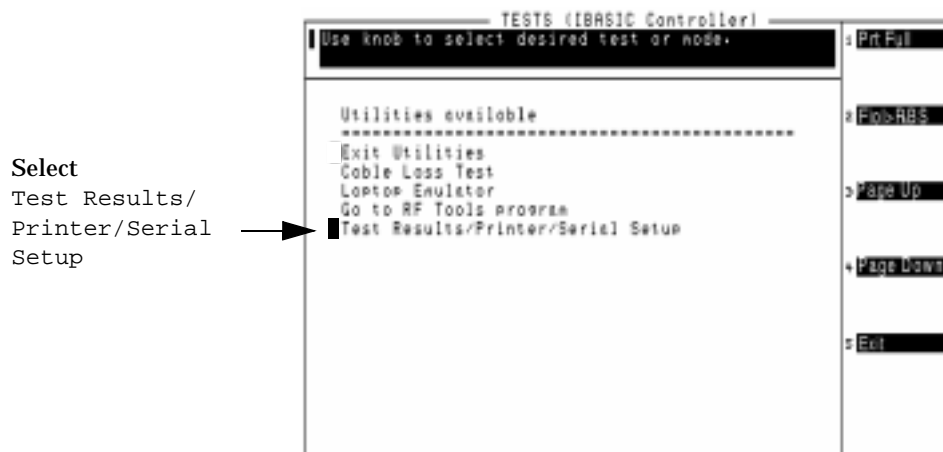 TESTS (IBASIC Controller)
Use knob to select desired test or mode.
1 Prt Full
Utilities available
2
Exit Utilities
Cable Loss Test
Laptop Emulator
3 Page Up
Go to RF Tools program
Test Results/Printer/Serial Setup
4 Page Down
5 Exit
Select
Test Results/
Printer/Serial
Setup